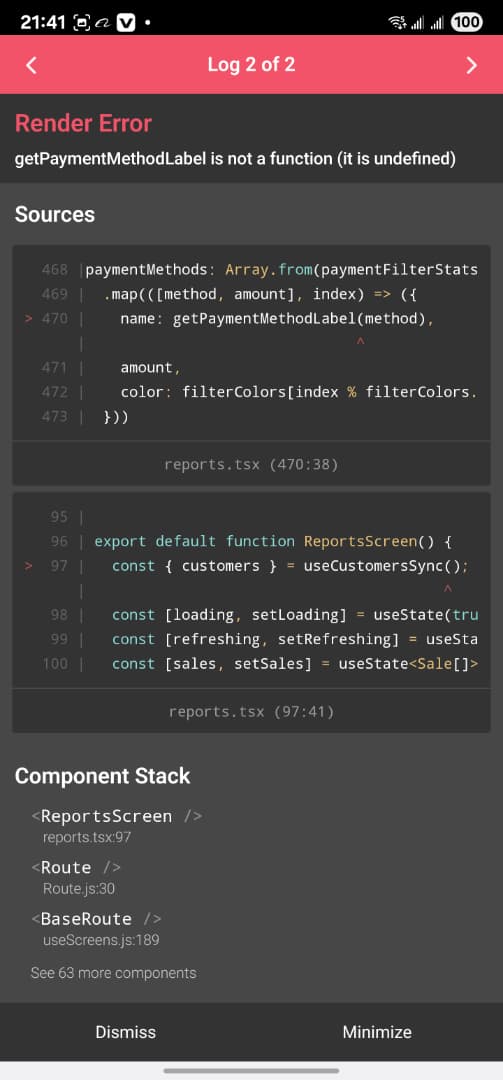 21:41
100
Log 2 of 2
Render Error
getPaymentMethodLabel is not a function (it is undefined)
Sources
468 |paymentMethods: Array.from(paymentFilterStats
469 |  .map(([method, amount], index) => ({
> 470 |    name: getPaymentMethodLabel(method),
|                               ^
471 |    amount,
472 |    color: filterColors[index % filterColors.
473 |  }))
reports.tsx (470:38)
95 |
96 | export default function ReportsScreen() {
> 97 |   const { customers } = useCustomersSync();
|                                         ^
98 |   const [loading, setLoading] = useState(tru
99 |   const [refreshing, setRefreshing] = useSta
100 |   const [sales, setSales] = useState<Sale[]>
reports.tsx (97:41)
Component Stack
<ReportsScreen />
reports.tsx:97
<Route />
Route.js:30
<BaseRoute />
useScreens.js:189
See 63 more components
Dismiss
Minimize